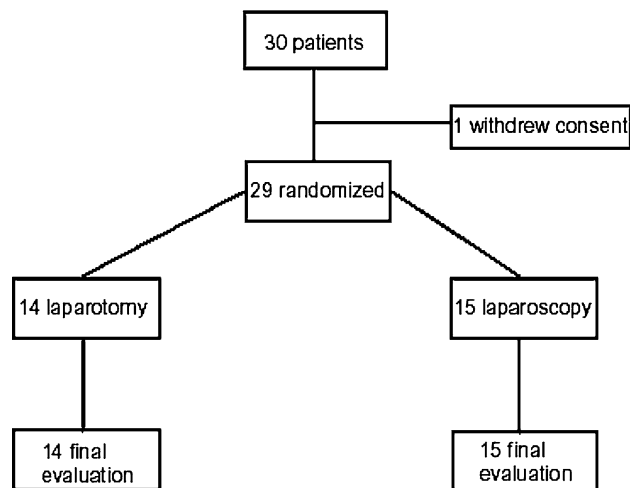 30 patients
1 withdrew consent
29 randomized
14 laparotomy
15 laparoscopy
14 final
evaluation
15 final
evaluation